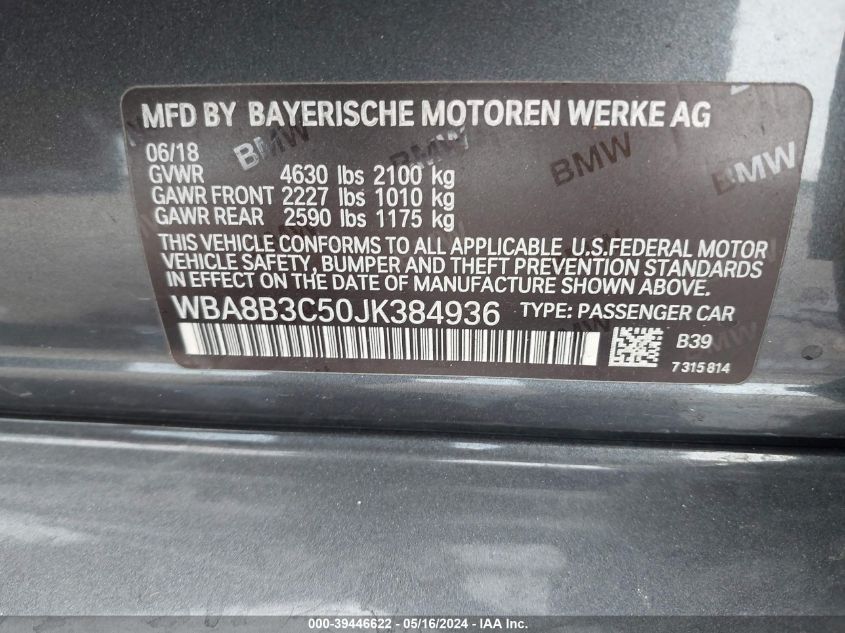 MFD BY BAYERISCHE MOTOREN WERKE AG
BMW BMW BMW
06/18
GVWR 4630 lbs 2100 kg
GAWR FRONT 2227 lbs 1010 kg
GAWR REAR 2590 lbs 1175 kg
THIS VEHICLE CONFORMS TO ALL APPLICABLE U.S.FEDERAL MOTOR
VEHICLE SAFETY, BUMPER AND THEFT PREVENTION STANDARDS
IN EFFECT ON THE DATE OF MANUFACTURE SHOWN ABOVE.
WBA8B3C50JK384936 TYPE: PASSENGER CAR
B39
7 315 814
000-39446622 - 05/16/2024 - IAA Inc.